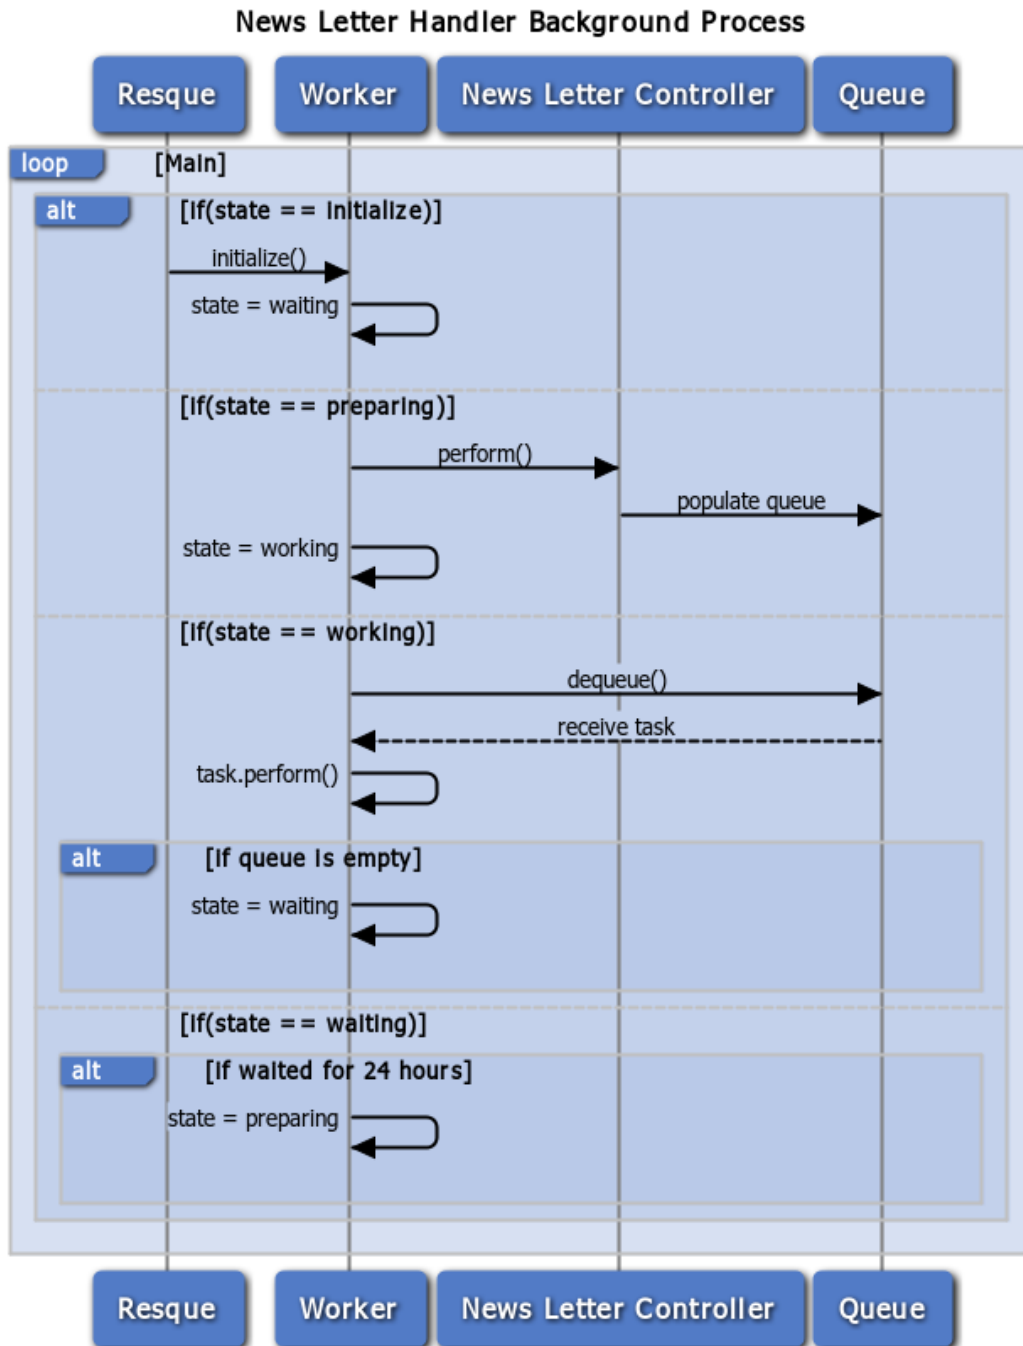 News Letter Handler Background Process
Resque Worker News Letter Controller Queue
loop [Main]
alt [if(state == initialize)]
initialize()
state = waiting
[if(state == preparing)]
perform()
populate queue
state = working
[if(state == working)]
dequeue()
receive task
task.perform()
alt [If queue is empty]
state = waiting
[if(state == waiting)]
alt [If waited for 24 hours]
state = preparing
Resque Worker News Letter Controller Queue